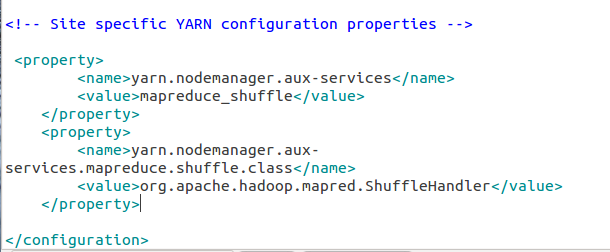 <!-- Site specific YARN configuration properties -->
<property>
<name>yarn.nodemanager.aux-services</name>
<value>mapreduce_shuffle</value>
</property>
<property>
<name>yarn.nodemanager.aux-
services.mapreduce.shuffle.class</name>
<value>org.apache.hadoop.mapred.ShuffleHandler</value>
</property>
</configuration>